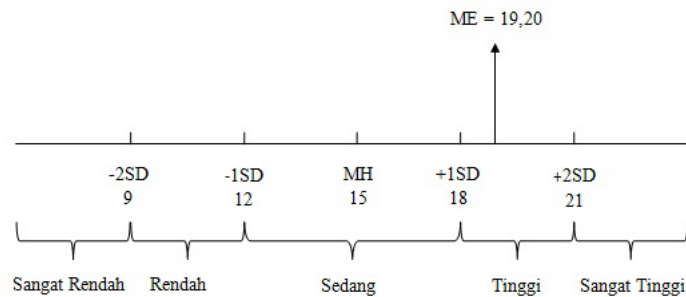 ME = 19,20
-2SD -1SD MH +1SD +2SD
9 12 15 18 21
Sangat Rendah Rendah Sedang Tinggi Sangat Tinggi